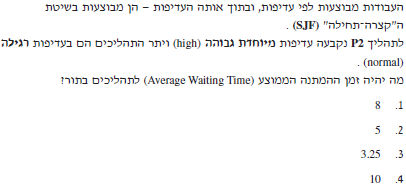 העבודות מבוצעות לפי עדיפות, ובתוך אותה העדיפות – הן מבוצעות בשיטת
ה"קצרה-תחילה" (SJF) .
לתהליך P2 נקבעה עדיפות מיוחדת גבוהה (high) ויתר התהליכים הם בעדיפות רגילה
(normal) .
מה יהיה זמן ההמתנה הממוצע (Average Waiting Time) לתהליכים בתור?
1. 8
2. 5
3. 3.25
4. 10